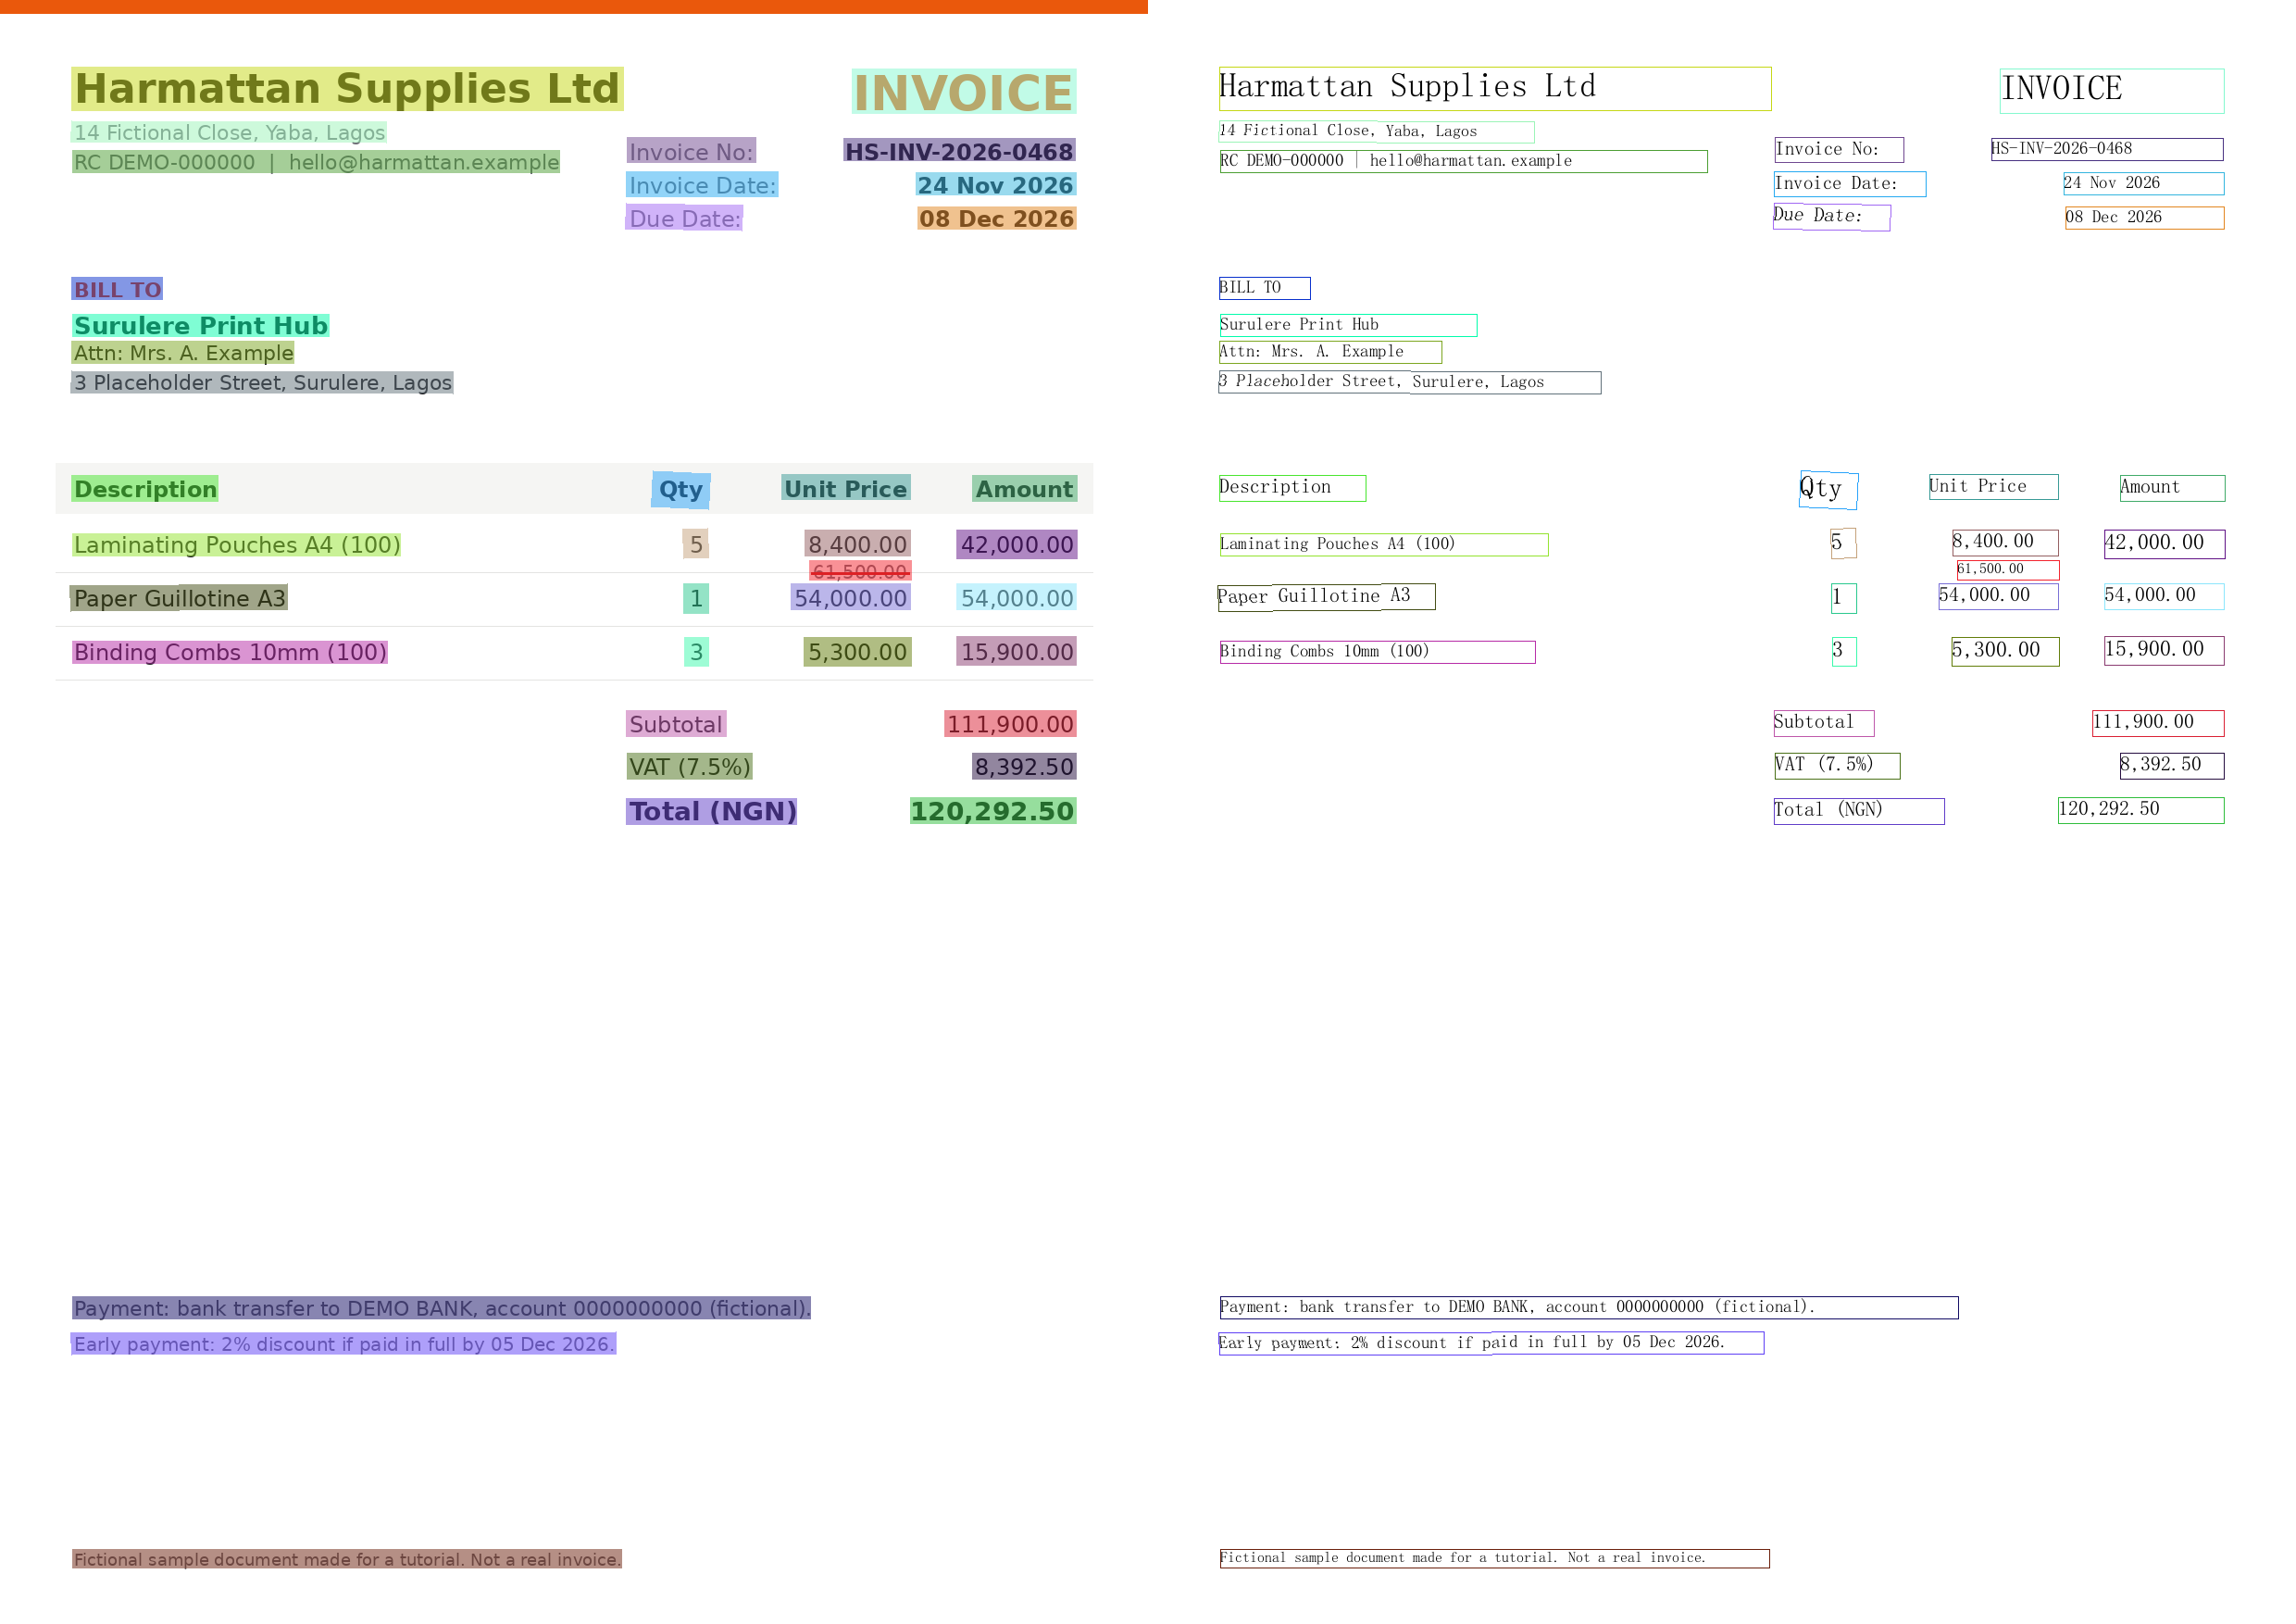 Harmattan Supplies Ltd
INVOICE
14 Fictional Close, Yaba, Lagos
RC DEMO-000000 | hello@harmattan.example
Invoice No: HS-INV-2026-0468
Invoice Date: 24 Nov 2026
Due Date: 08 Dec 2026
BILL TO
Surulere Print Hub
Attn: Mrs. A. Example
3 Placeholder Street, Surulere, Lagos
Description Qty Unit Price Amount
Laminating Pouches A4 (100) 5 8,400.00 42,000.00
61,500.00
Paper Guillotine A3 1 54,000.00 54,000.00
Binding Combs 10mm (100) 3 5,300.00 15,900.00
Subtotal 111,900.00
VAT (7.5%) 8,392.50
Total (NGN) 120,292.50
Payment: bank transfer to DEMO BANK, account 0000000000 (fictional).
Early payment: 2% discount if paid in full by 05 Dec 2026.
Fictional sample document made for a tutorial. Not a real invoice.
Harmattan Supplies Ltd
INVOICE
14 Fictional Close, Yaba, Lagos
RC DEMO-000000 | hello@harmattan.example
Invoice No: HS-INV-2026-0468
Invoice Date: 24 Nov 2026
Due Date: 08 Dec 2026
BILL TO
Surulere Print Hub
Attn: Mrs. A. Example
3 Placeholder Street, Surulere, Lagos
Description Qty Unit Price Amount
Laminating Pouches A4 (100) 5 8,400.00 42,000.00
61,500.00
Paper Guillotine A3 1 54,000.00 54,000.00
Binding Combs 10mm (100) 3 5,300.00 15,900.00
Subtotal 111,900.00
VAT (7.5%) 8,392.50
Total (NGN) 120,292.50
Payment: bank transfer to DEMO BANK, account 0000000000 (fictional).
Early payment: 2% discount if paid in full by 05 Dec 2026.
Fictional sample document made for a tutorial. Not a real invoice.